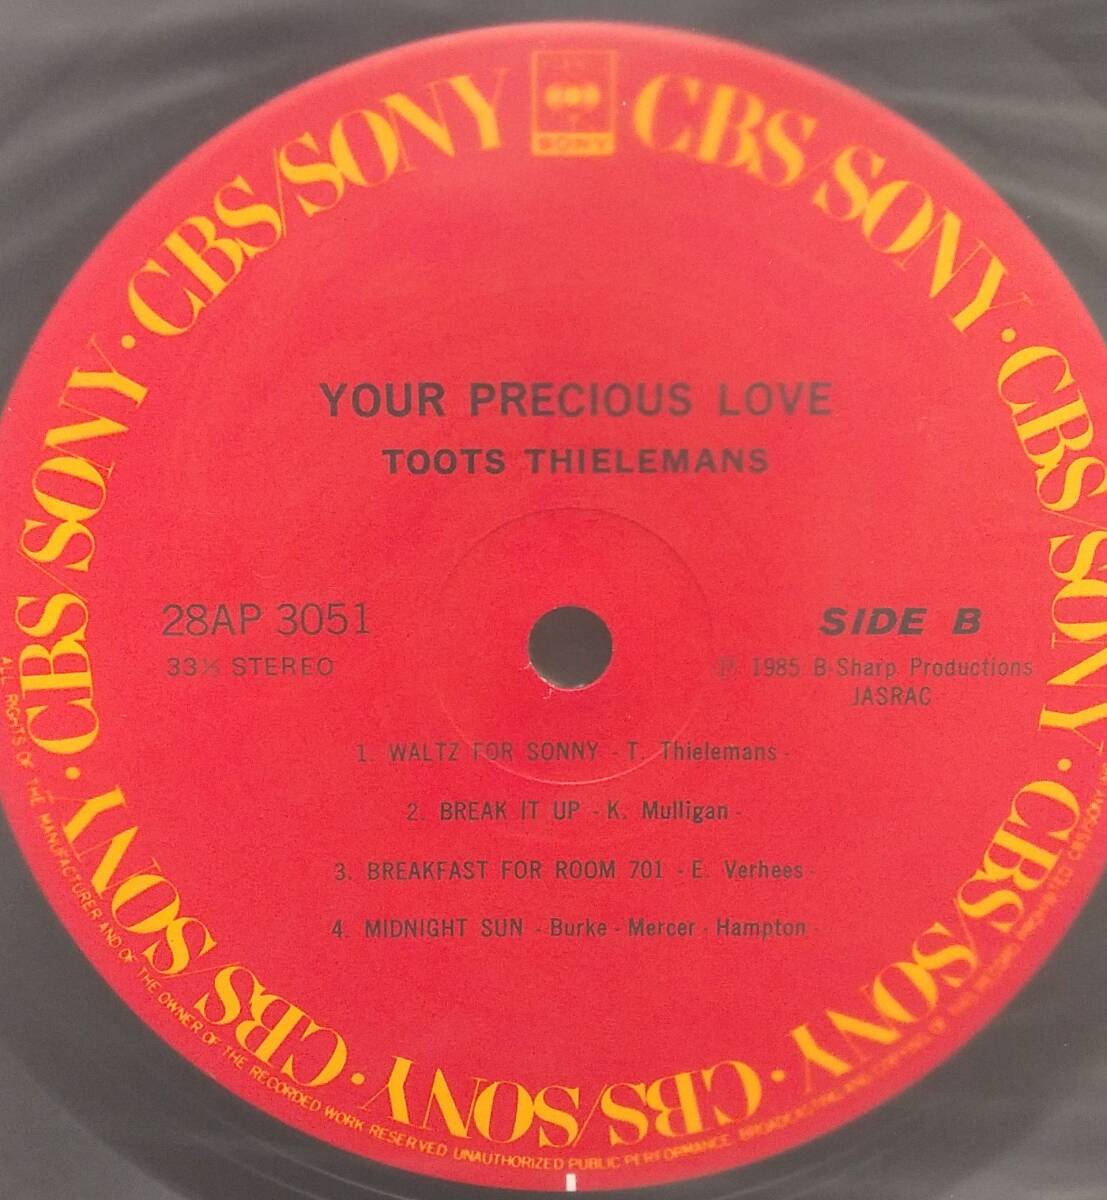 CBS/SONY · CBS/SONY · CBS/SONY · CBS/SONY · CBS/SONY · CBS/SONY · CBS/SONY
SONY
YOUR PRECIOUS LOVE
TOOTS THIELEMANS
28AP 3051
33⅓ STEREO
SIDE B
℗ 1985 B-Sharp Productions
JASRAC
1. WALTZ FOR SONNY - T. Thielemans -
2. BREAK IT UP - K. Mulligan -
3. BREAKFAST FOR ROOM 701 - E. Verhees -
4. MIDNIGHT SUN - Burke - Mercer - Hampton -
ALL RIGHTS OF THE MANUFACTURER AND OF THE OWNER OF THE RECORDED WORK RESERVED UNAUTHORIZED PUBLIC PERFORMANCE BROADCASTING AND COPYING OF THIS RECORD PROHIBITED CBS/SONY